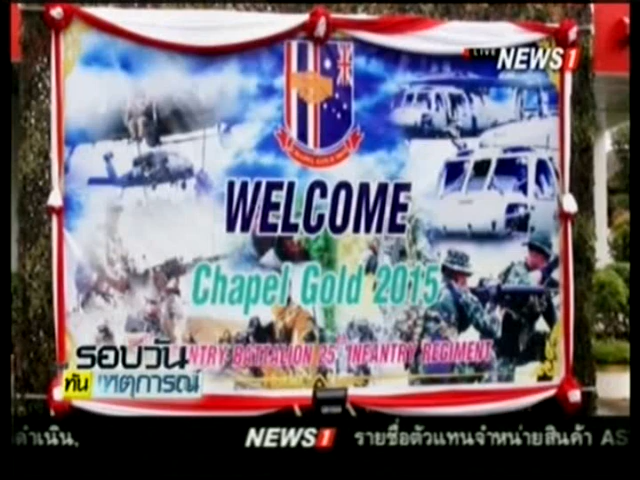 LIVE NEWS1
WELCOME
Chapel Gold 2015
NTRY BATTALION 25 INFANTRY REGIMENT
รอบวัน
ทัน เหตุการณ์
ดำเนิน, NEWS1 รายชื่อตัวแทนจำหน่ายสินค้า AS